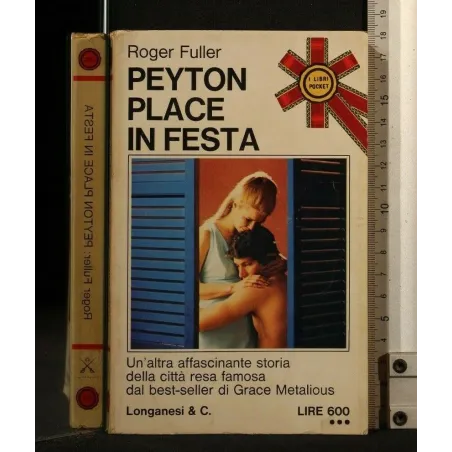 Roger Fuller
PEYTON
PLACE
IN FESTA
I LIBRI
POCKET
Un'altra affascinante storia
della città resa famosa
dal best-seller di Grace Metalious
Longanesi & C.
LIRE 600
Roger Fuller: PEYTON PLACE IN FESTA